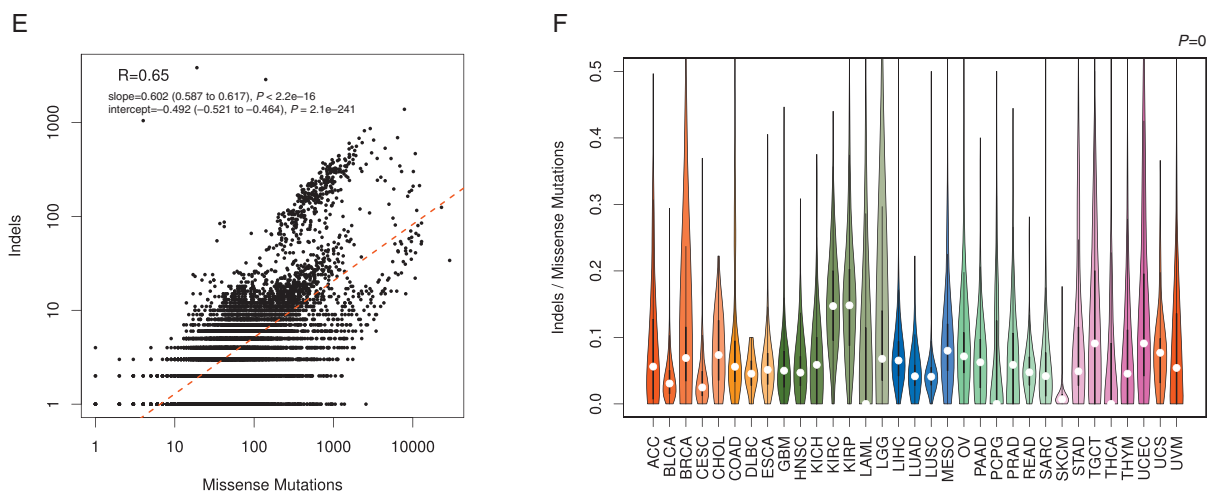 E
R=0.65
slope=0.602 (0.587 to 0.617), P < 2.2e−16
intercept=−0.492 (−0.521 to −0.464), P = 2.1e−241
1000
100
10
1
Indels
1 10 100 1000 10000
Missense Mutations
F
P=0
0.5
0.4
0.3
0.2
0.1
0.0
Indels / Missense Mutations
ACC BLCA BRCA CESC CHOL COAD DLBC ESCA GBM HNSC KICH KIRC KIRP LAML LGG LIHC LUAD LUSC MESO OV PAAD PCPG PRAD READ SARC SKCM STAD TGCT THCA THYM UCEC UCS UVM